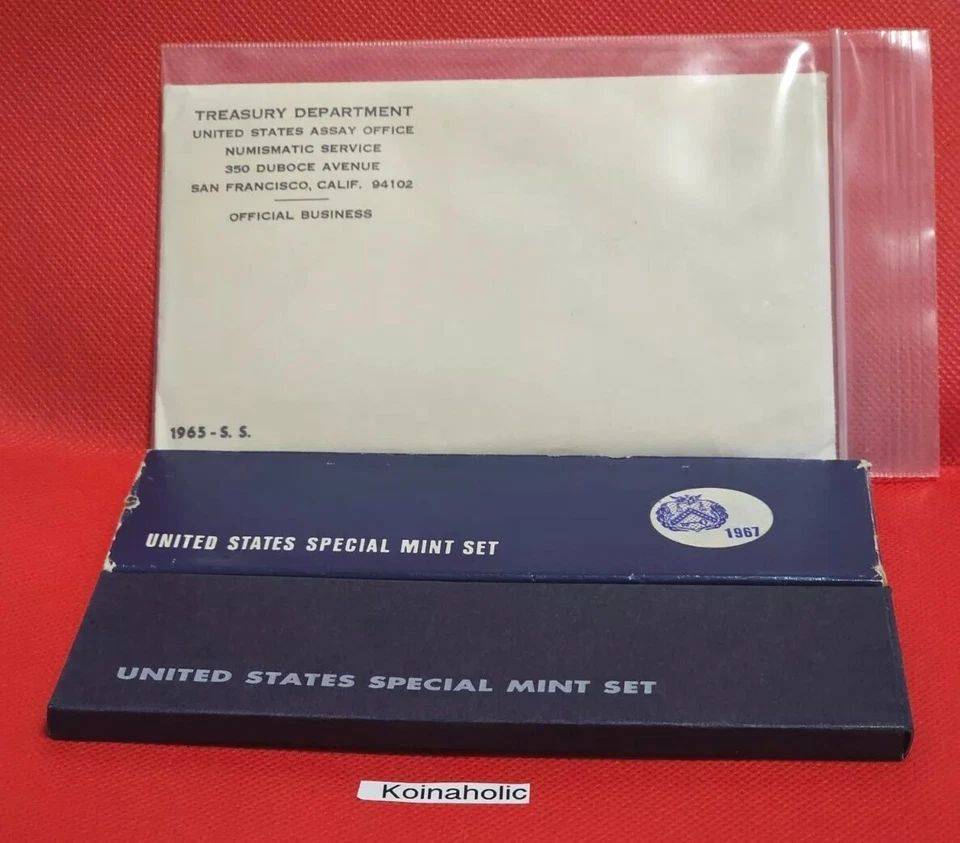 TREASURY DEPARTMENT
UNITED STATES ASSAY OFFICE
NUMISMATIC SERVICE
350 DUBOCE AVENUE
SAN FRANCISCO, CALIF. 94102
OFFICIAL BUSINESS
1965 - S. S.
UNITED STATES SPECIAL MINT SET
1967
UNITED STATES SPECIAL MINT SET
Koinaholic